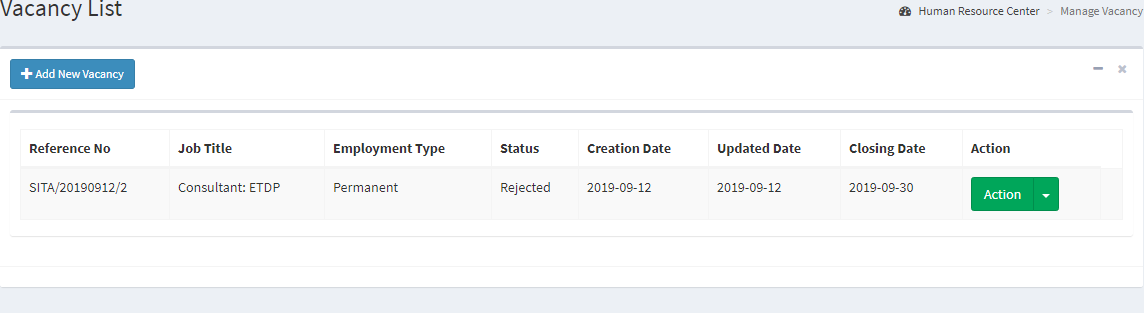 Vacancy List
Human Resource Center > Manage Vacancy
Add New Vacancy
Reference No Job Title Employment Type Status Creation Date Updated Date Closing Date Action
SITA/20190912/2 Consultant: ETDP Permanent Rejected 2019-09-12 2019-09-12 2019-09-30 Action